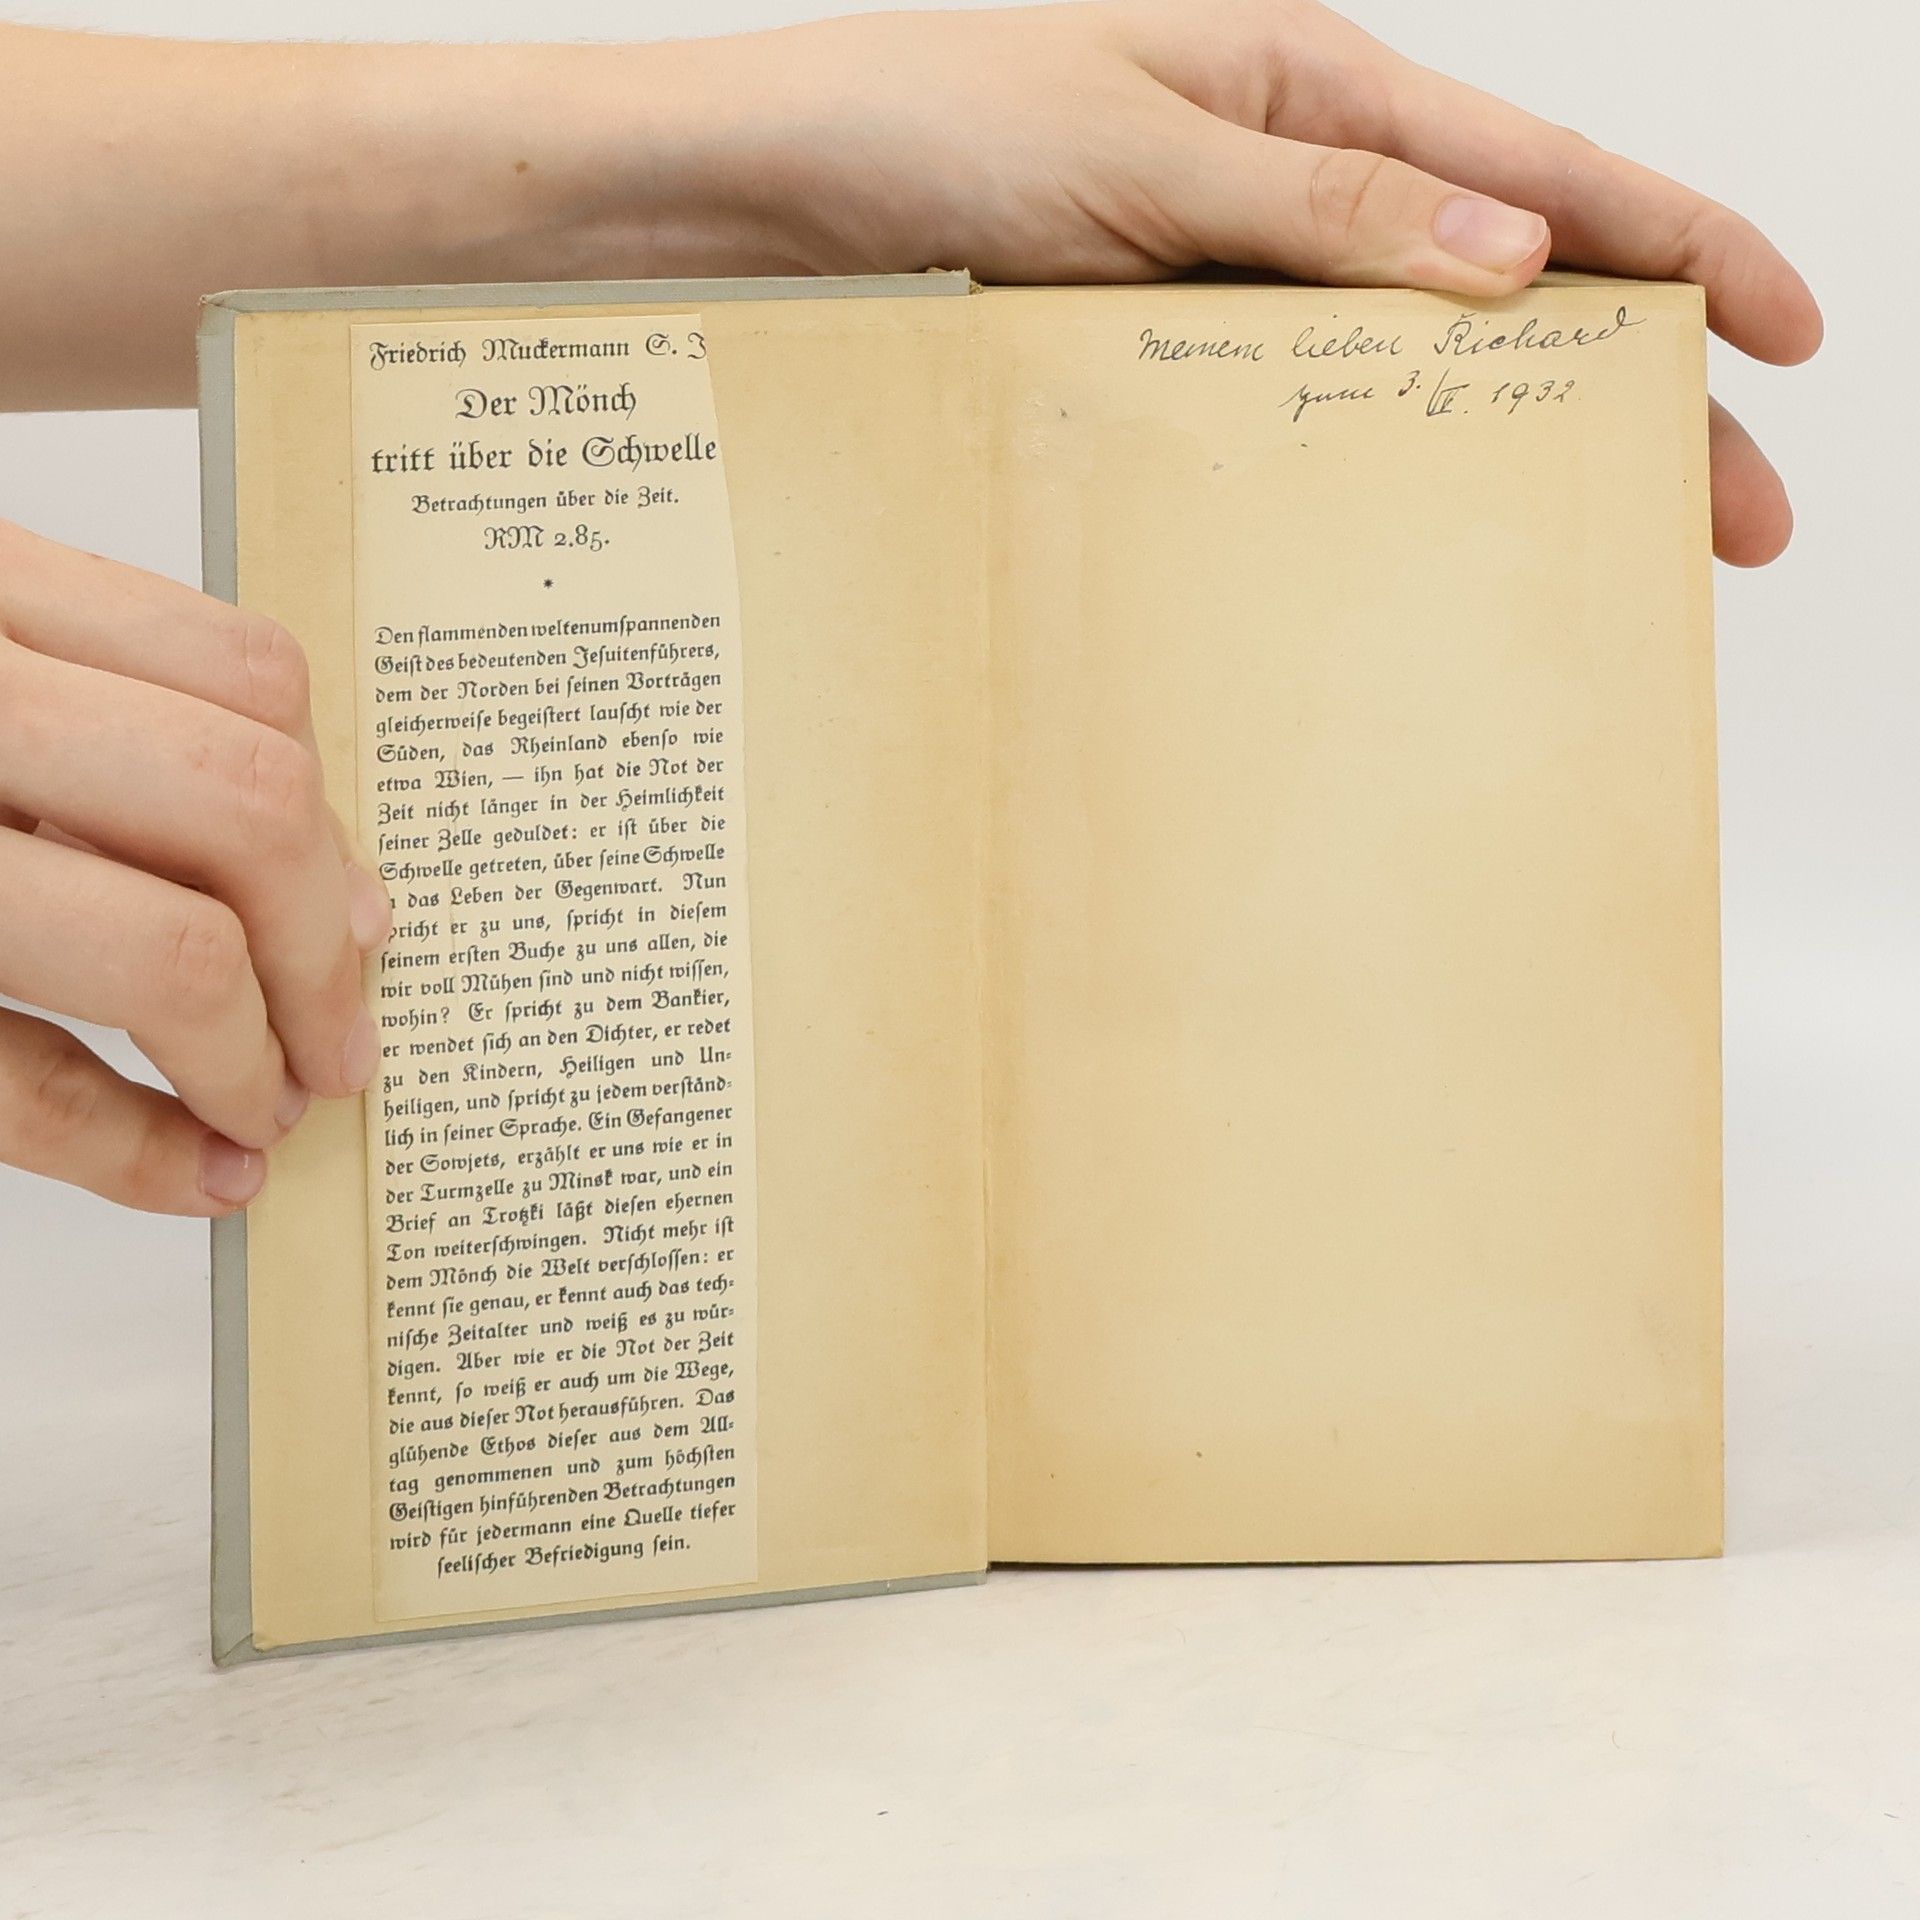 Friedrich Muckermann S. J
Der Mönch
tritt über die Schwelle
Betrachtungen über die Zeit.
RM 2.85.
*
Den flammenden weltenumſpannenden
Geiſt des bedeutenden Jeſuitenführers,
dem der Norden bei ſeinen Vorträgen
gleicherweiſe begeiſtert lauſcht wie der
Süden, das Rheinland ebenſo wie
etwa Wien, — ihn hat die Not der
Zeit nicht länger in der Heimlichkeit
ſeiner Zelle geduldet: er iſt über die
Schwelle getreten, über ſeine Schwelle
n das Leben der Gegenwart. Nun
pricht er zu uns, ſpricht in dieſem
ſeinem erſten Buche zu uns allen, die
wir voll Mühen ſind und nicht wiſſen,
wohin? Er ſpricht zu dem Bankier,
er wendet ſich an den Dichter, er redet
zu den Kindern, Heiligen und Un-
heiligen, und ſpricht zu jedem verſtänd-
lich in ſeiner Sprache. Ein Gefangener
der Sowjets, erzählt er uns wie er in
der Turmzelle zu Minsk war, und ein
Brief an Trotzki läßt dieſen ehernen
Ton weiterſchwingen. Nicht mehr iſt
dem Mönch die Welt verſchloſſen: er
kennt ſie genau, er kennt auch das tech-
niſche Zeitalter und weiß es zu wür-
digen. Aber wie er die Not der Zeit
kennt, ſo weiß er auch um die Wege,
die aus dieſer Not herausführen. Das
glühende Ethos dieſer aus dem All-
tag genommenen und zum höchſten
Geiſtigen hinführenden Betrachtungen
wird für jedermann eine Quelle tiefer
ſeeliſcher Befriedigung ſein.
Meinem lieben Richard
zum 3. 1932.